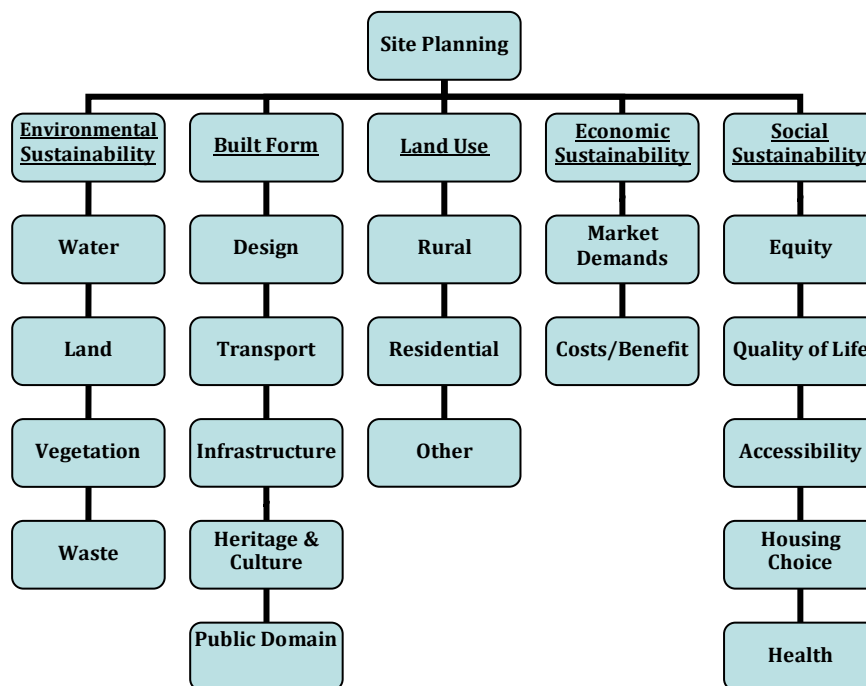 Site Planning
Environmental
Sustainability
Built Form
Land Use
Economic
Sustainability
Social
Sustainability
Water
Design
Rural
Market
Demands
Equity
Land
Transport
Residential
Costs/Benefit
Quality of Life
Vegetation
Infrastructure
Other
Accessibility
Waste
Heritage &
Culture
Housing
Choice
Public Domain
Health